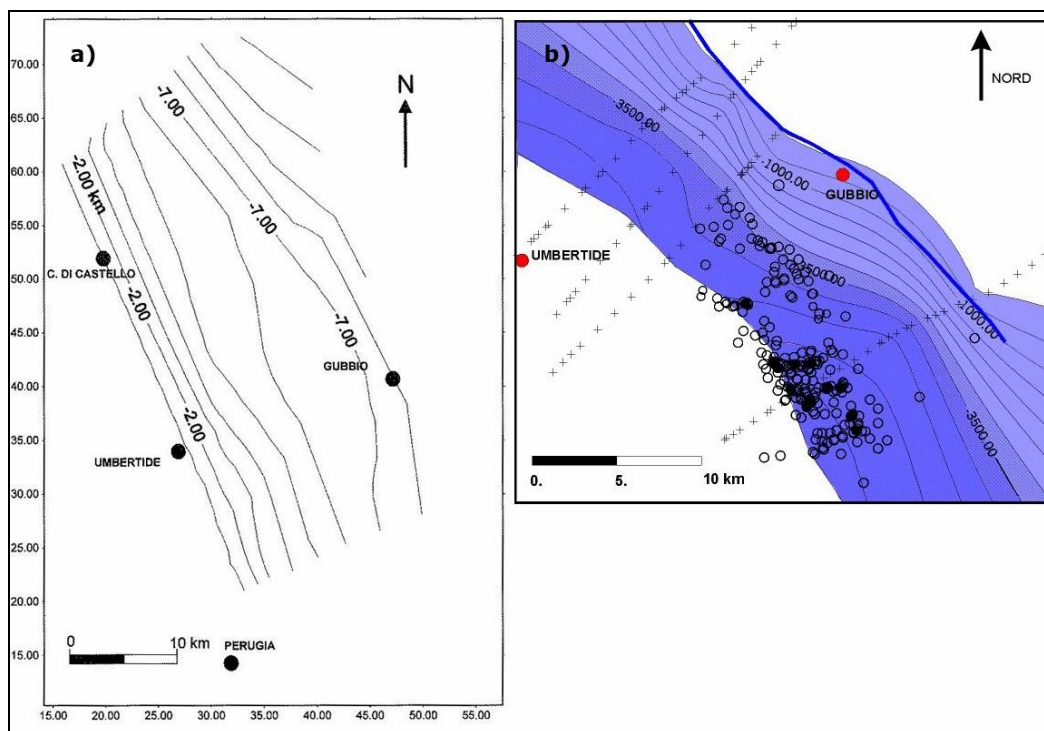 a)
N
70.00
65.00
60.00
55.00
50.00
45.00
40.00
35.00
30.00
25.00
20.00
15.00
-7.00
-7.00
-7.00
-2.00 km
-2.00
-2.00
C. DI CASTELLO
GUBBIO
UMBERTIDE
PERUGIA
0 10 km
15.00 20.00 25.00 30.00 35.00 40.00 45.00 50.00 55.00
b)
NORD
3500.00
1000.00
GUBBIO
UMBERTIDE
3500.00
1000.00
3500.00
0. 5. 10 km